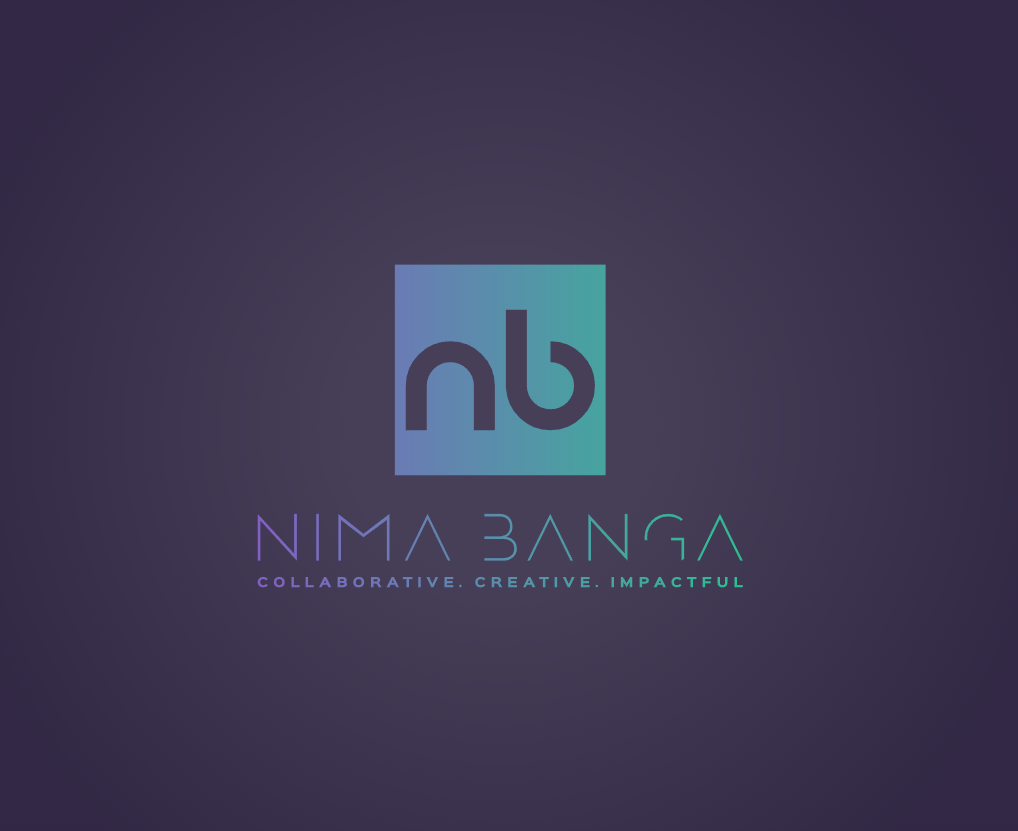 nb
NIMA BANGA
COLLABORATIVE. CREATIVE. IMPACTFUL